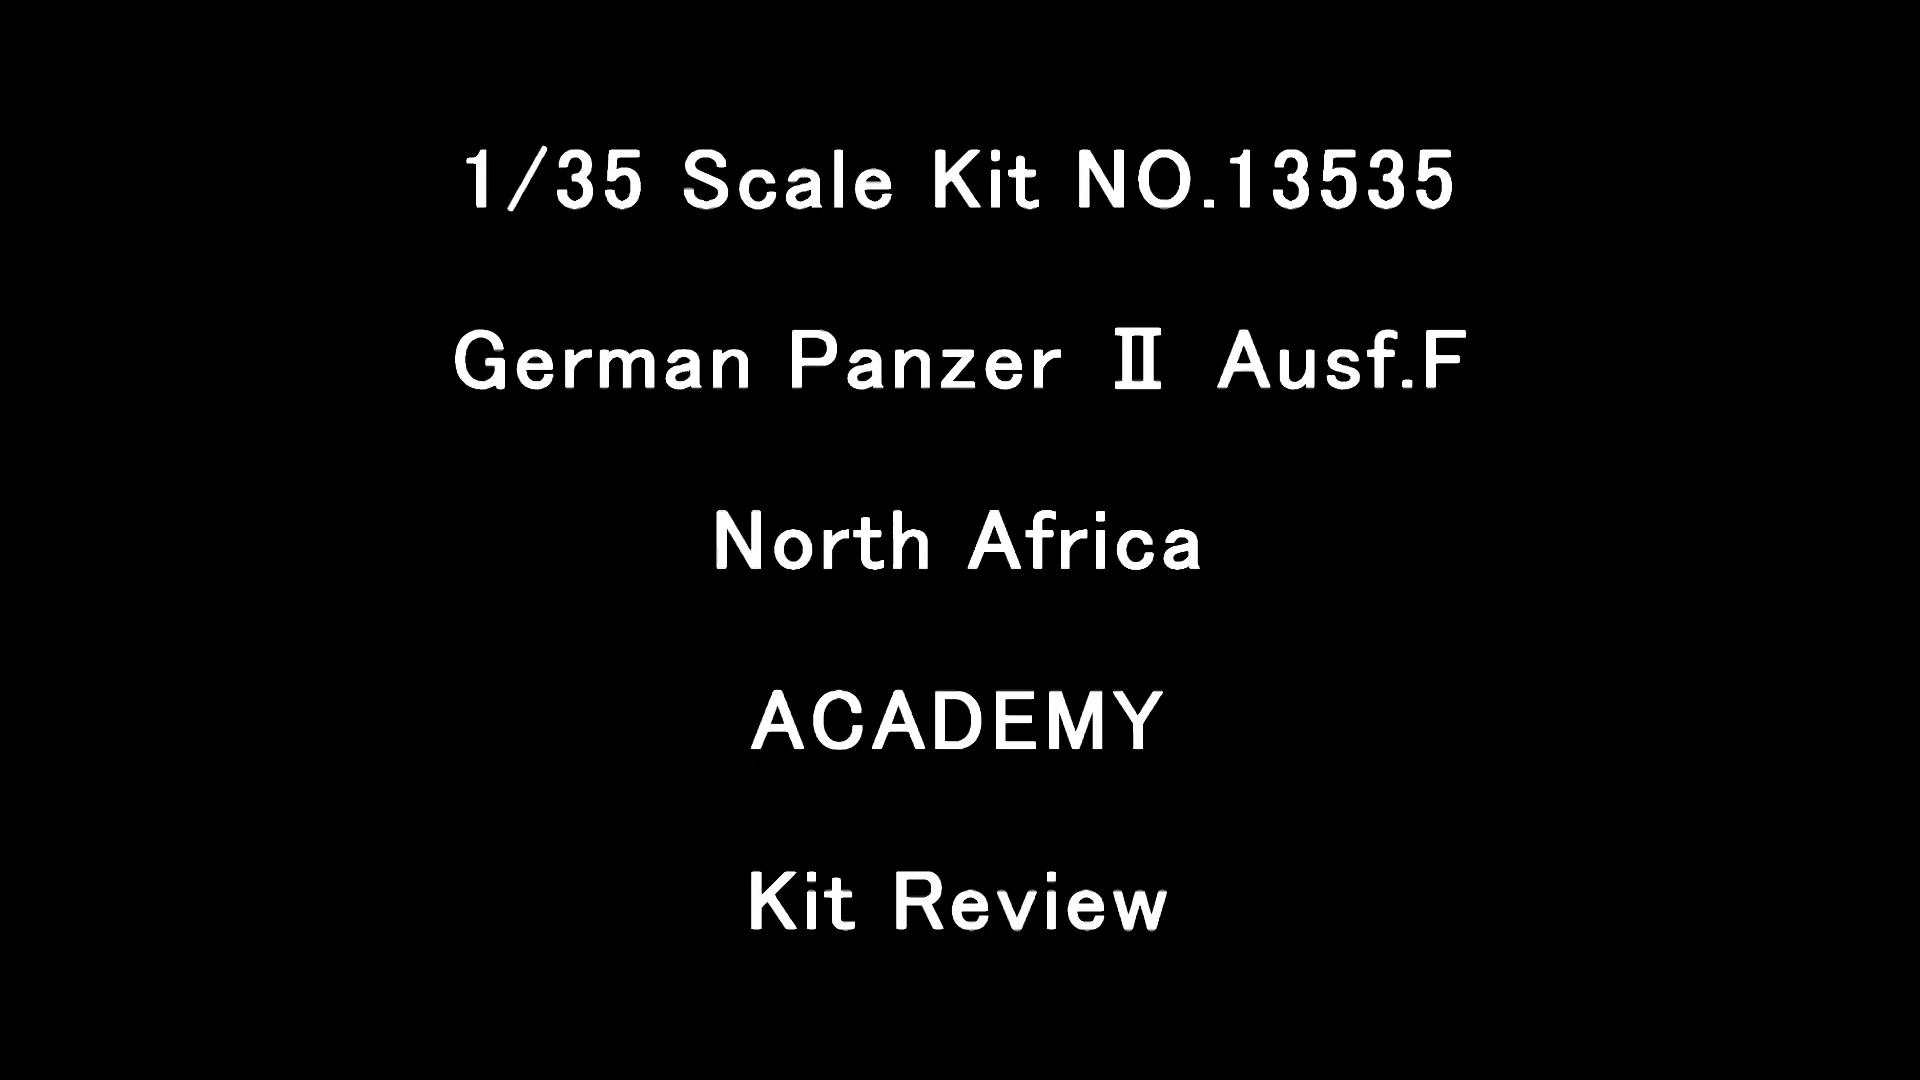 1/35 Scale Kit NO.13535
German Panzer Ⅱ Ausf.F
North Africa
ACADEMY
Kit Review